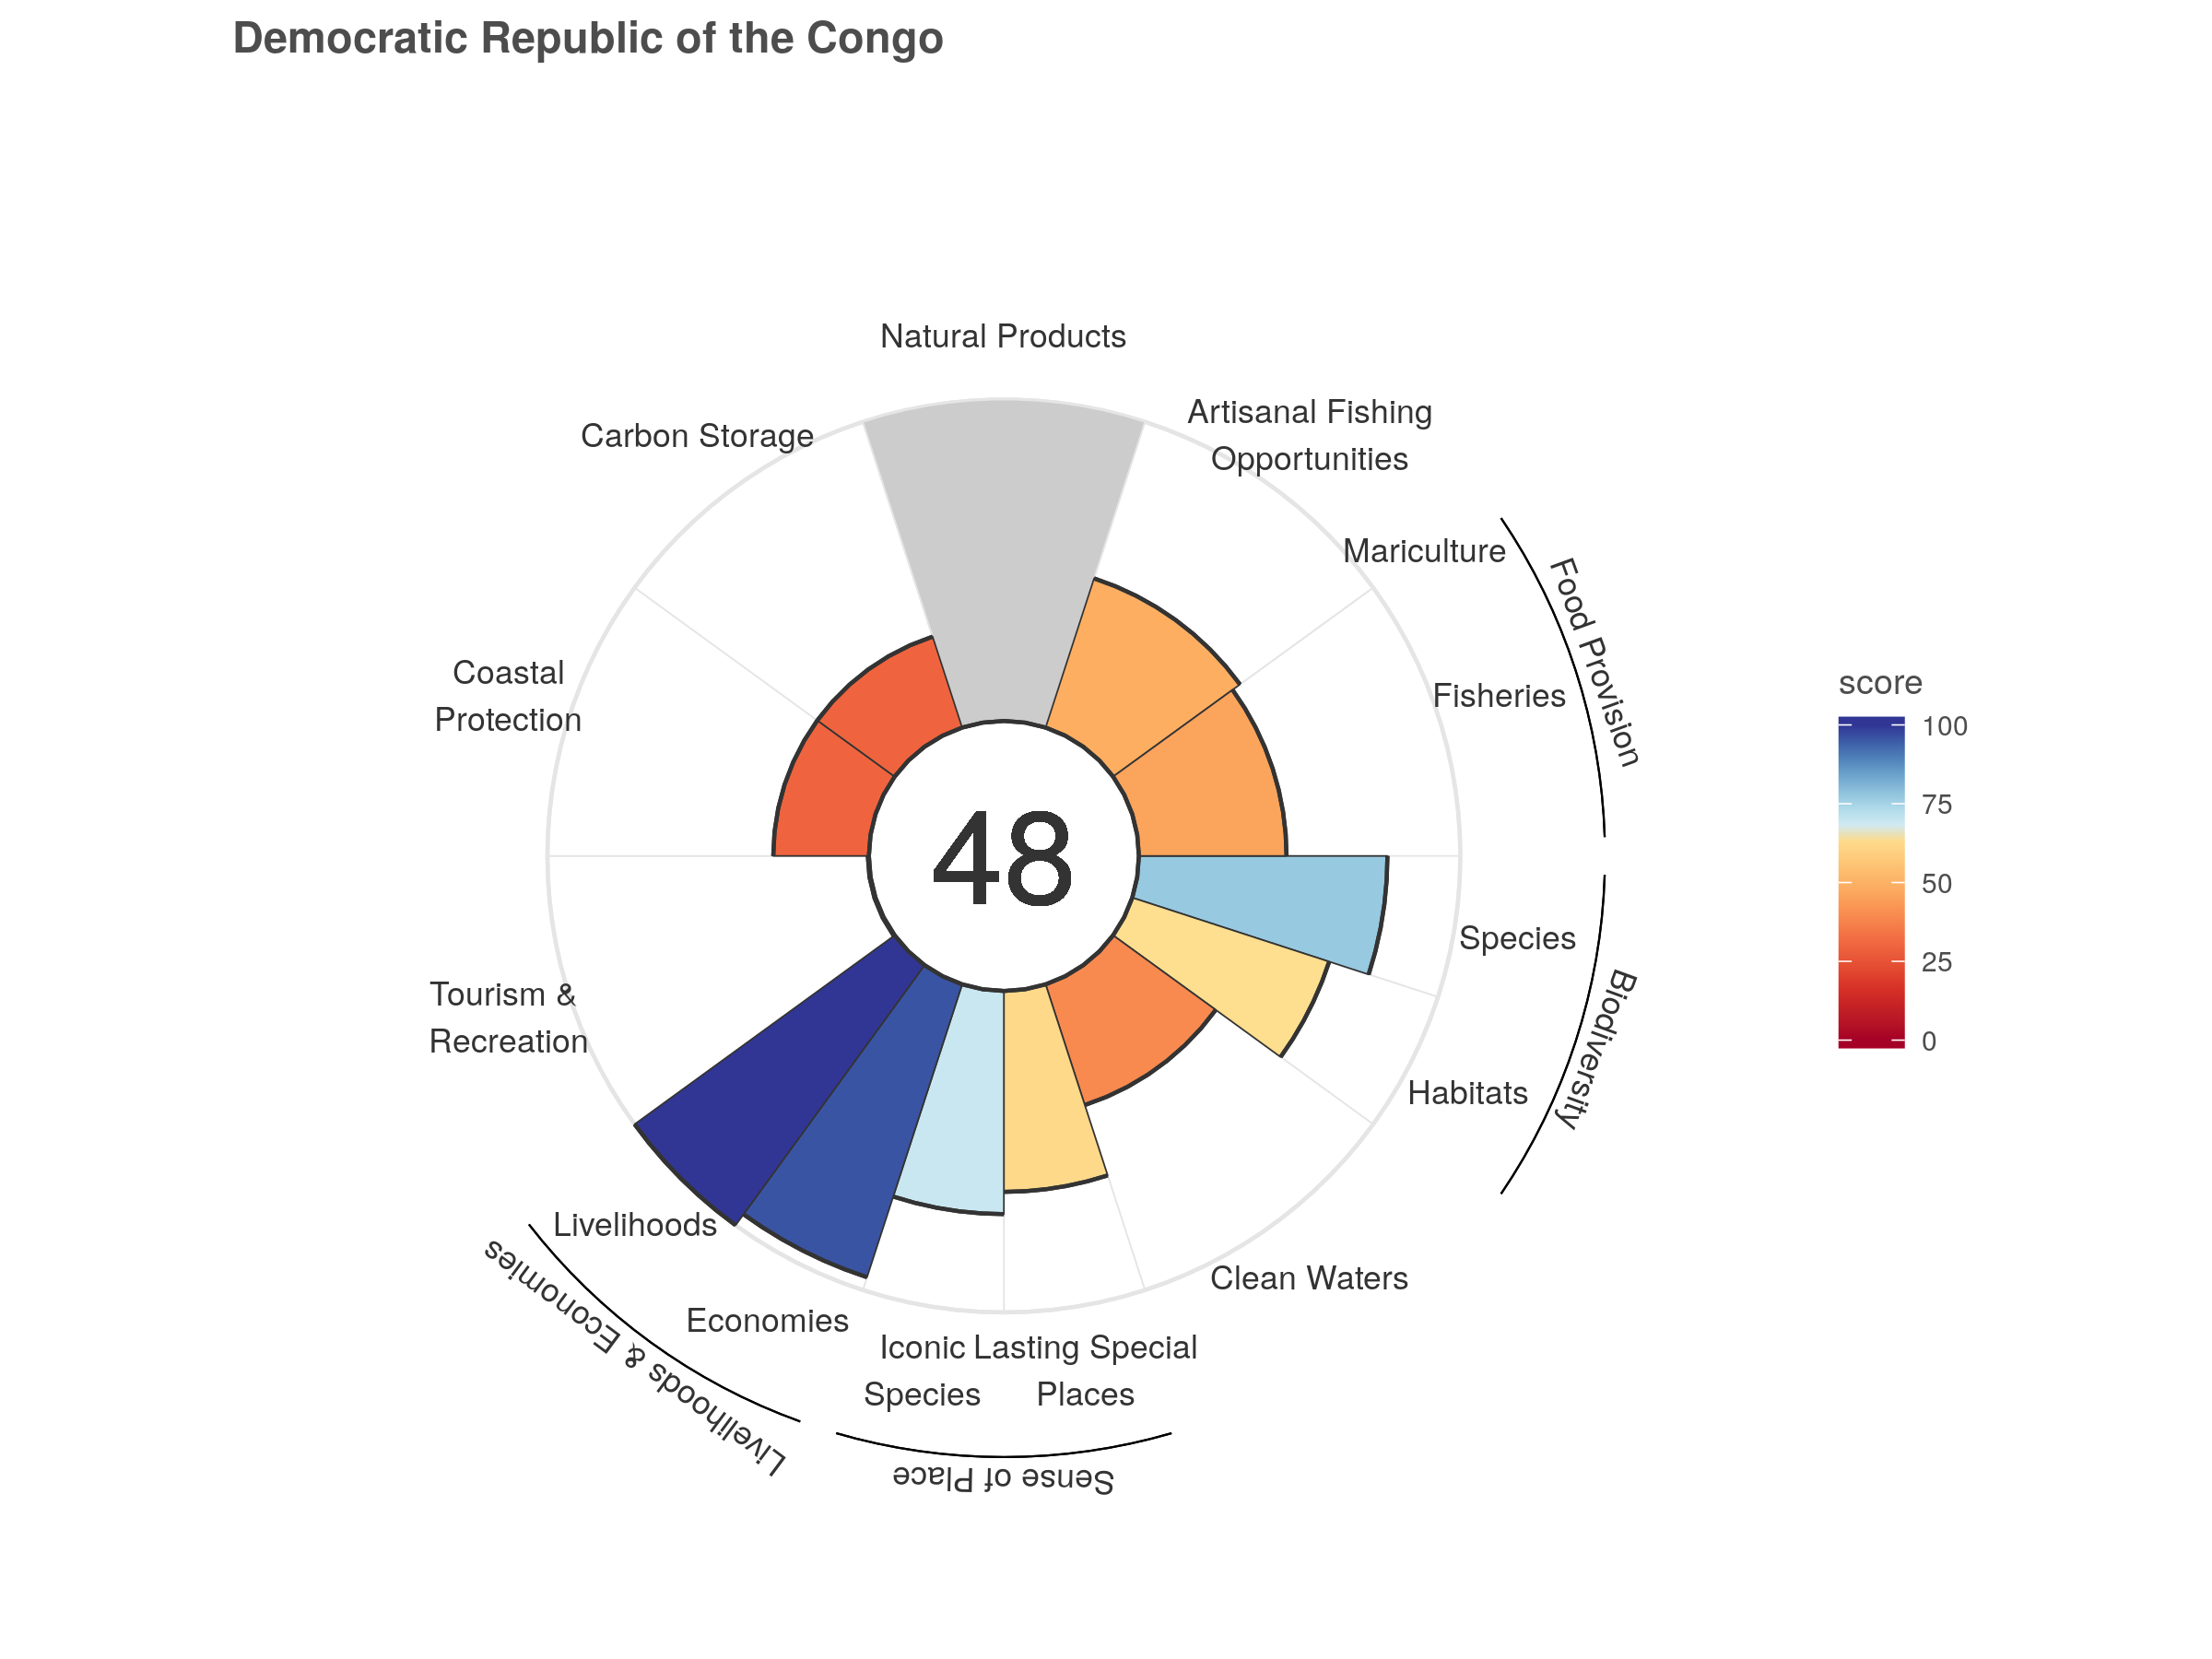 Democratic Republic of the Congo
Natural Products
Artisanal Fishing
Opportunities
Carbon Storage
Mariculture
Food Provision
Coastal
Protection
Fisheries
score
100
75
50
25
0
48
Species
Biodiversity
Tourism &
Recreation
Habitats
Livelihoods
Livelihoods & Economies
Clean Waters
Economies
Iconic
Species
Lasting Special
Places
Sense of Place